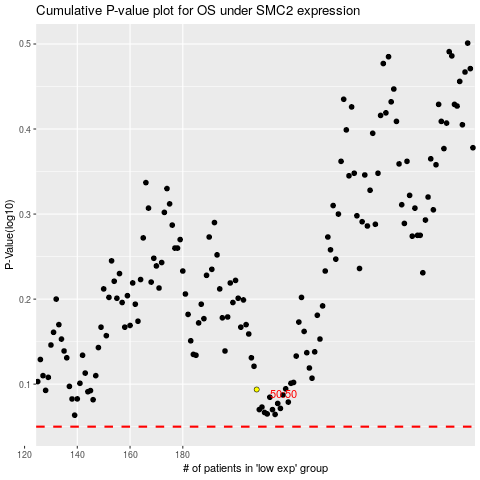 Cumulative P-value plot for OS under SMC2 expression
P-Value(log10)
0.5
0.4
0.3
0.2
0.1
50:50
120 140 160 180
# of patients in 'low exp' group